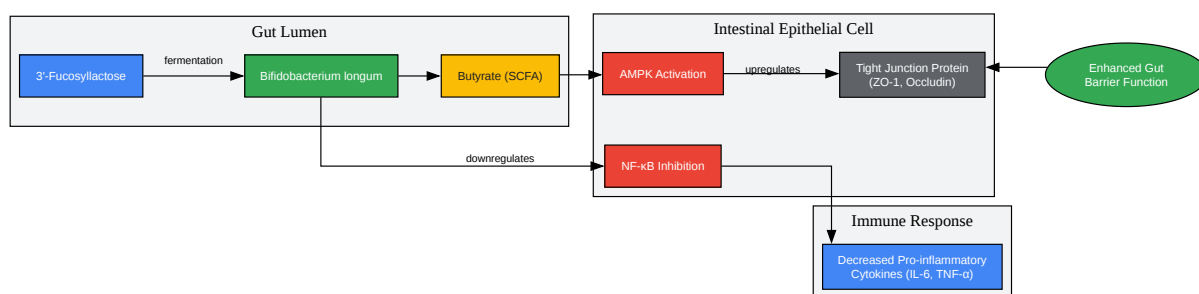 Gut Lumen
3'-Fucosyllactose
fermentation
Bifidobacterium longum
Butyrate (SCFA)
Intestinal Epithelial Cell
AMPK Activation
upregulates
Tight Junction Protein
(ZO-1, Occludin)
Enhanced Gut
Barrier Function
downregulates
NF-κB Inhibition
Immune Response
Decreased Pro-inflammatory
Cytokines (IL-6, TNF-α)